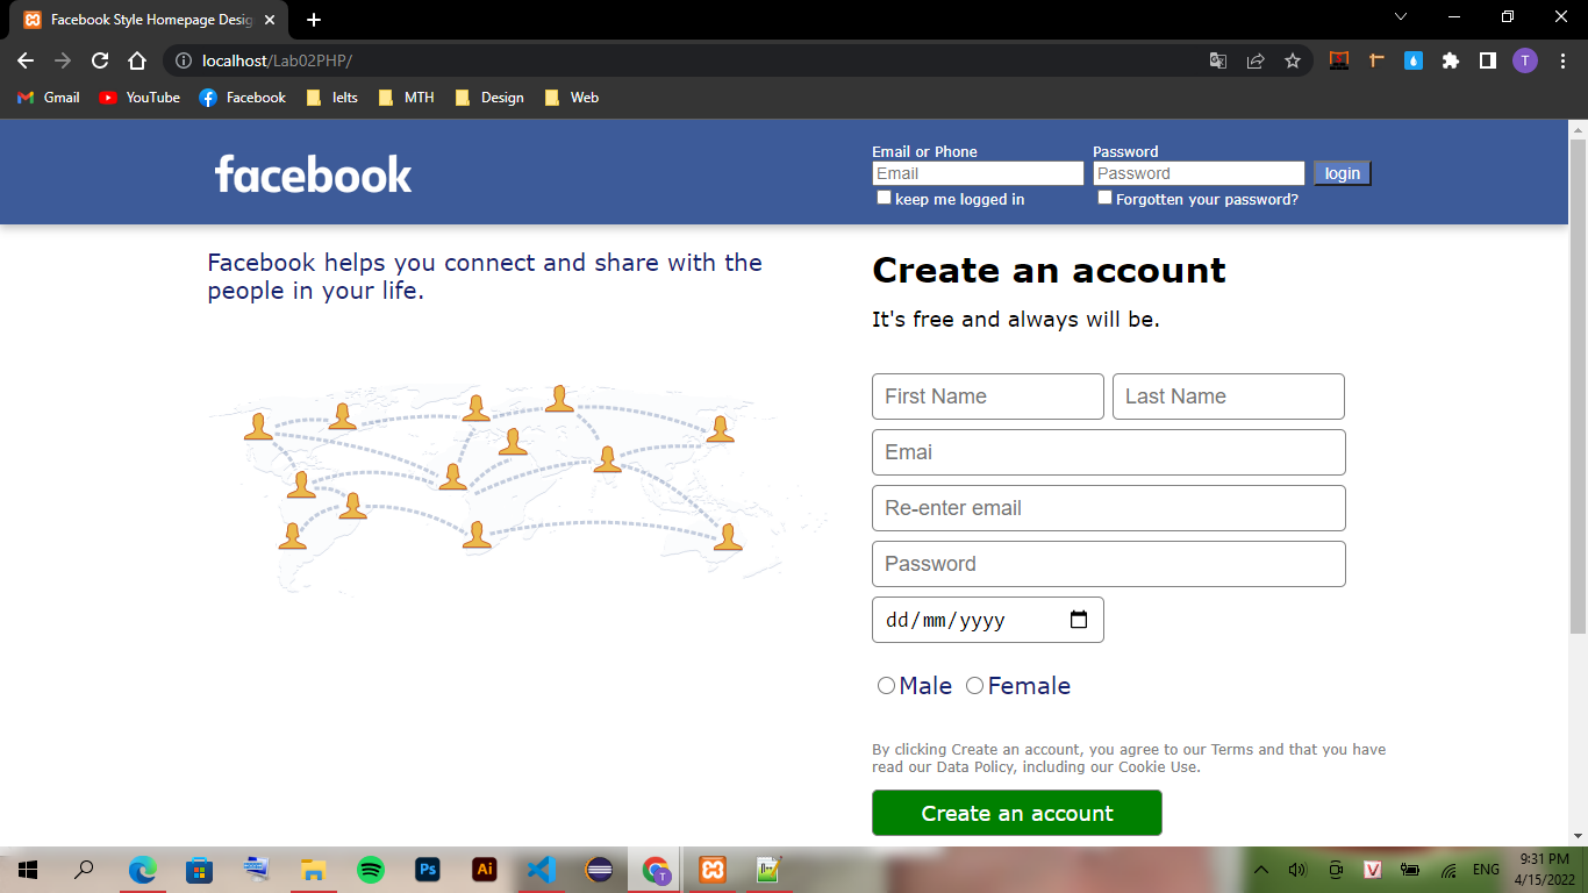 Facebook Style Homepage Desig
localhost/Lab02PHP/
T
Gmail
YouTube
Facebook
Ielts
MTH
Design
Web
facebook
Email or Phone
Password
Email
Password
login
keep me logged in
Forgotten your password?
Facebook helps you connect and share with the
people in your life.
Create an account
It's free and always will be.
First Name
Last Name
Emai
Re-enter email
Password
dd/mm/yyyy
Male
Female
By clicking Create an account, you agree to our Terms and that you have
read our Data Policy, including our Cookie Use.
Create an account
Ps
Ai
T
V
ENG
9:31 PM
4/15/2022